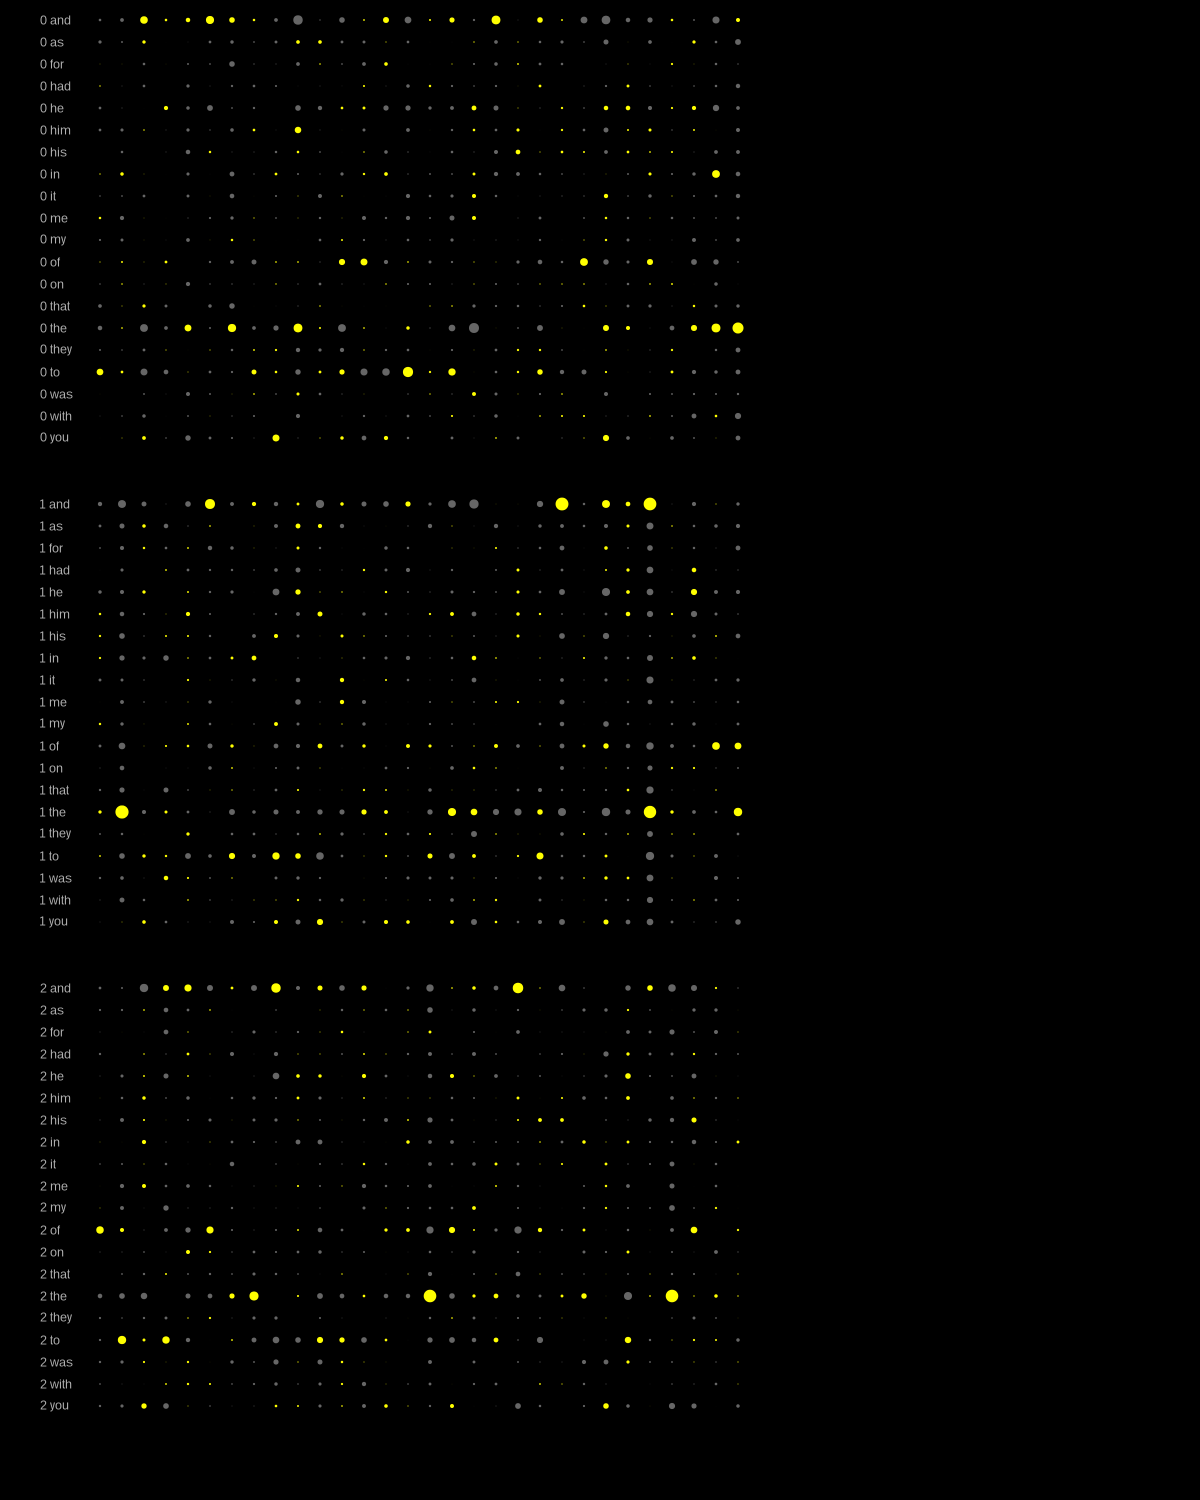 0 and
0 as
0 for
0 had
0 he
0 him
0 his
0 in
0 it
0 me
0 my
0 of
0 on
0 that
0 the
0 they
0 to
0 was
0 with
0 you
1 and
1 as
1 for
1 had
1 he
1 him
1 his
1 in
1 it
1 me
1 my
1 of
1 on
1 that
1 the
1 they
1 to
1 was
1 with
1 you
2 and
2 as
2 for
2 had
2 he
2 him
2 his
2 in
2 it
2 me
2 my
2 of
2 on
2 that
2 the
2 they
2 to
2 was
2 with
2 you